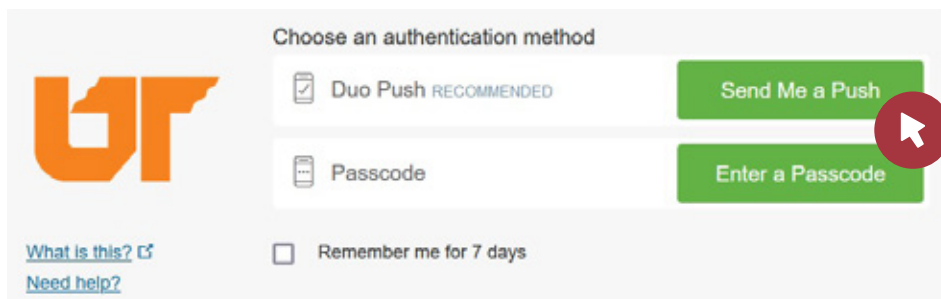 Choose an authentication method
UT
Duo Push RECOMMENDED
Send Me a Push
Passcode
Enter a Passcode
What is this?
Remember me for 7 days
Need help?